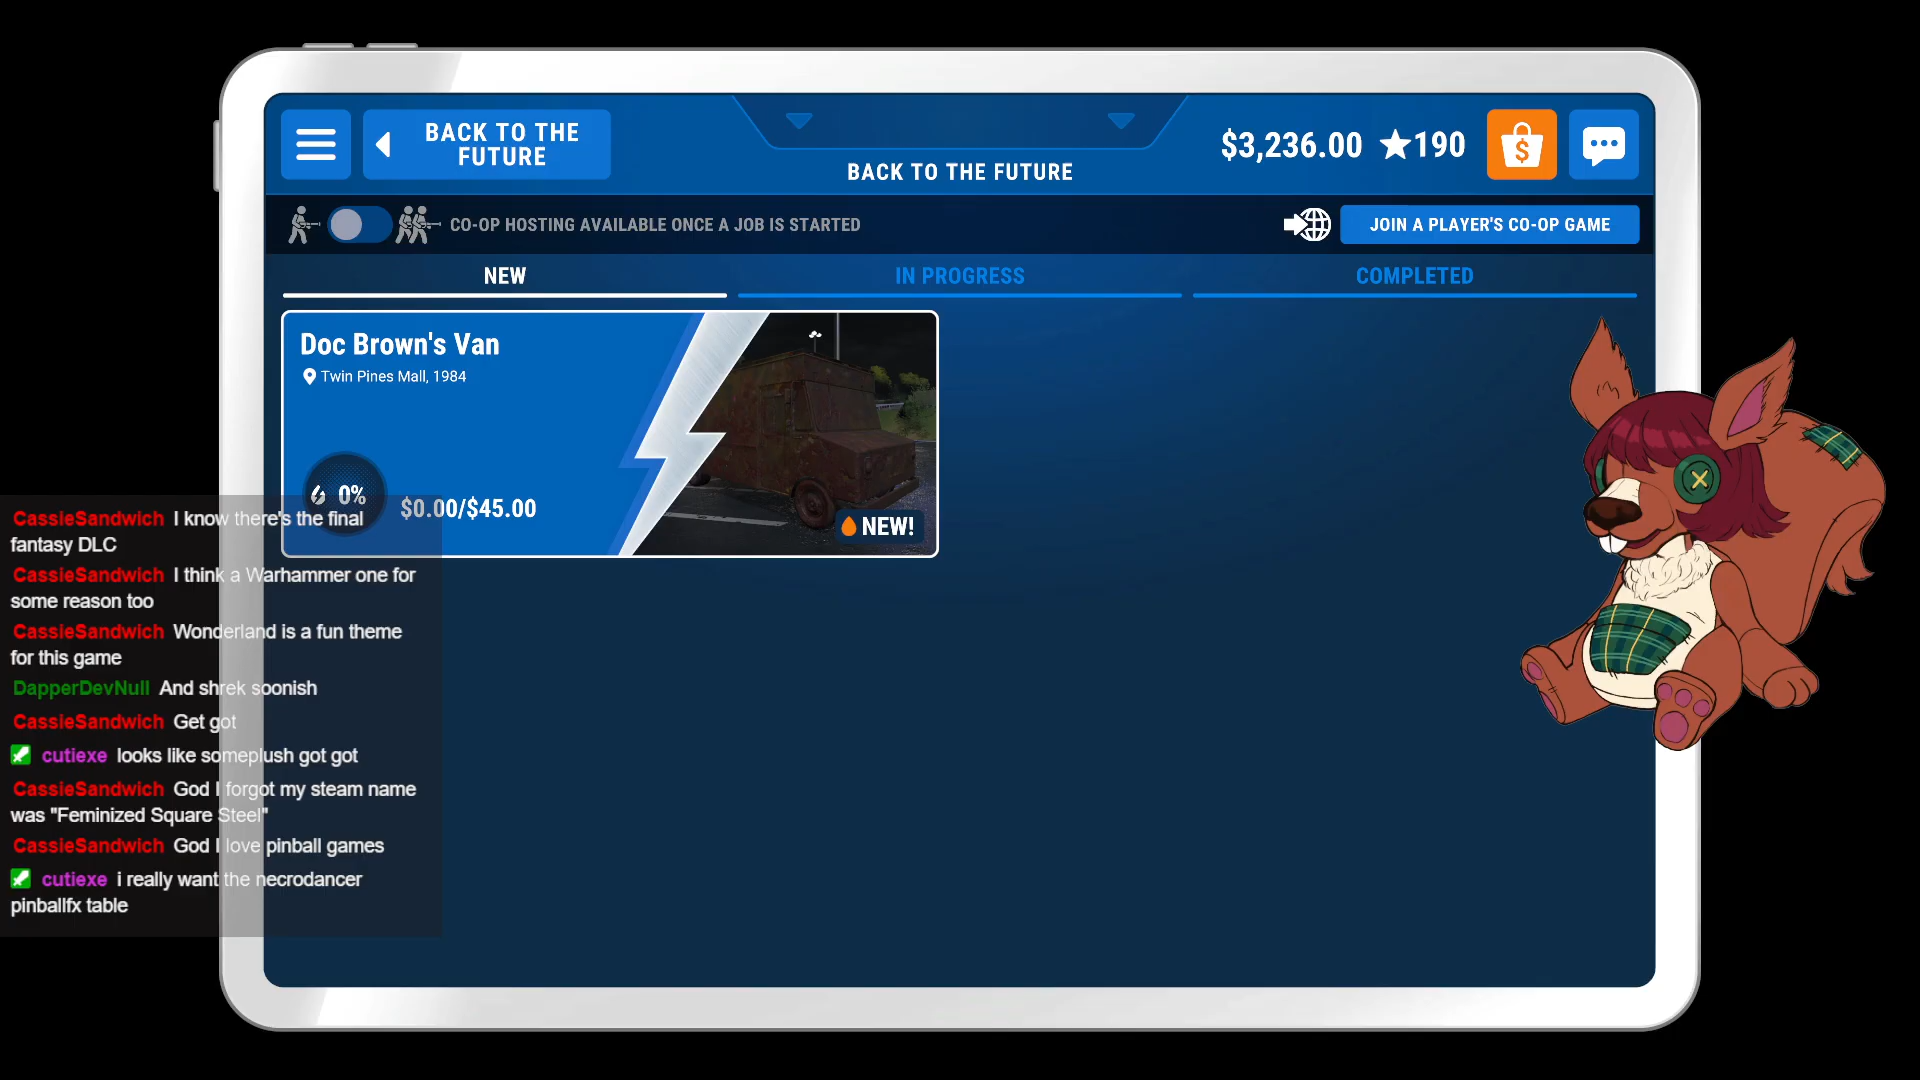 BACK TO THE
FUTURE
BACK TO THE FUTURE
$3,236.00 ★190
$
CO-OP HOSTING AVAILABLE ONCE A JOB IS STARTED
JOIN A PLAYER'S CO-OP GAME
NEW
IN PROGRESS
COMPLETED
Doc Brown's Van
Twin Pines Mall, 1984
0%
$0.00/$45.00
NEW!
CassieSandwich I know there's the final
fantasy DLC
CassieSandwich I think a Warhammer one for
some reason too
CassieSandwich Wonderland is a fun theme
for this game
DapperDevNull And shrek soonish
CassieSandwich Get got
cutiexe looks like someplush got got
CassieSandwich God I forgot my steam name
was "Feminized Square Steel"
CassieSandwich God I love pinball games
cutiexe i really want the necrodancer
pinballfx table